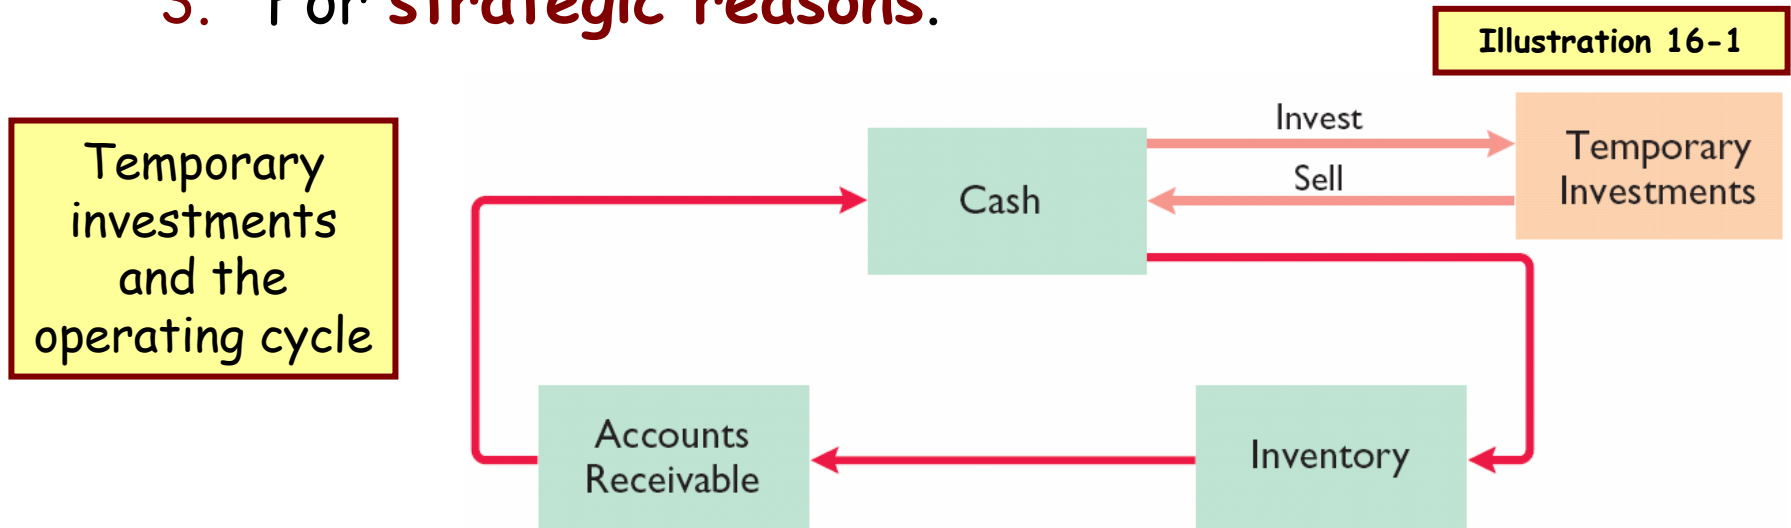 3. For strategic reasons.
Illustration 16-1
Temporary
investments
and the
operating cycle
Invest
Sell
Cash
Temporary
Investments
Accounts
Receivable
Inventory